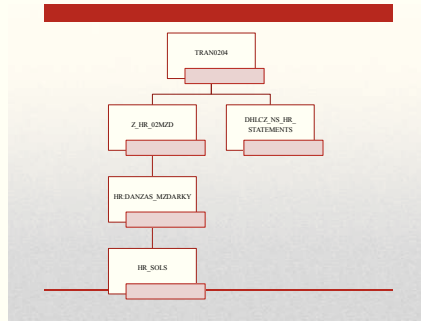 TRAN0204
Z_HR_02MZD
DHLCZ_NS_HR_
STATEMENTS
HR:DANZAS_MZDARKY
HR_SOLS